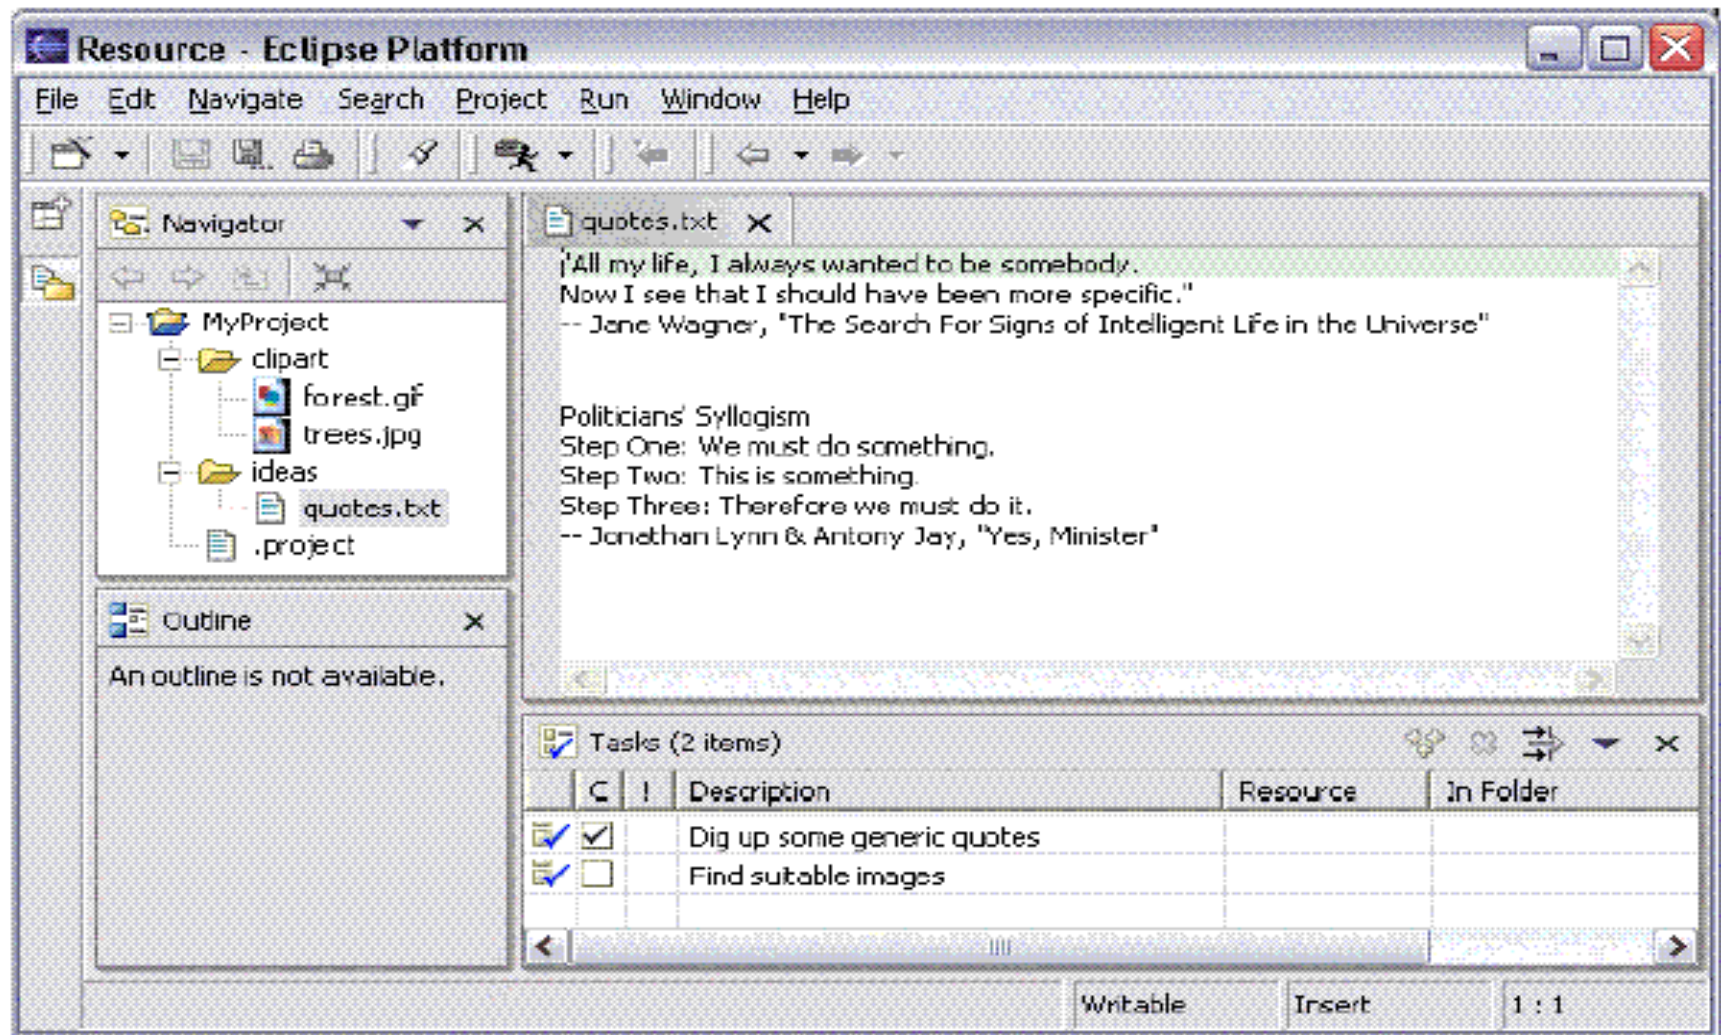 Resource - Eclipse Platform
File Edit Navigate Search Project Run Window Help
Navigator
MyProject
clipart
forest.gif
trees.jpg
ideas
quotes.txt
.project
Outline
An outline is not available.
quotes.txt
"All my life, I always wanted to be somebody.
Now I see that I should have been more specific."
-- Jane Wagner, "The Search For Signs of Intelligent Life in the Universe"
Politicians' Syllogism
Step One: We must do something.
Step Two: This is something.
Step Three: Therefore we must do it.
-- Jonathan Lynn & Antony Jay, "Yes, Minister"
Tasks (2 items)
C ! Description Resource In Folder
Dig up some generic quotes
Find suitable images
Writable Insert 1 : 1